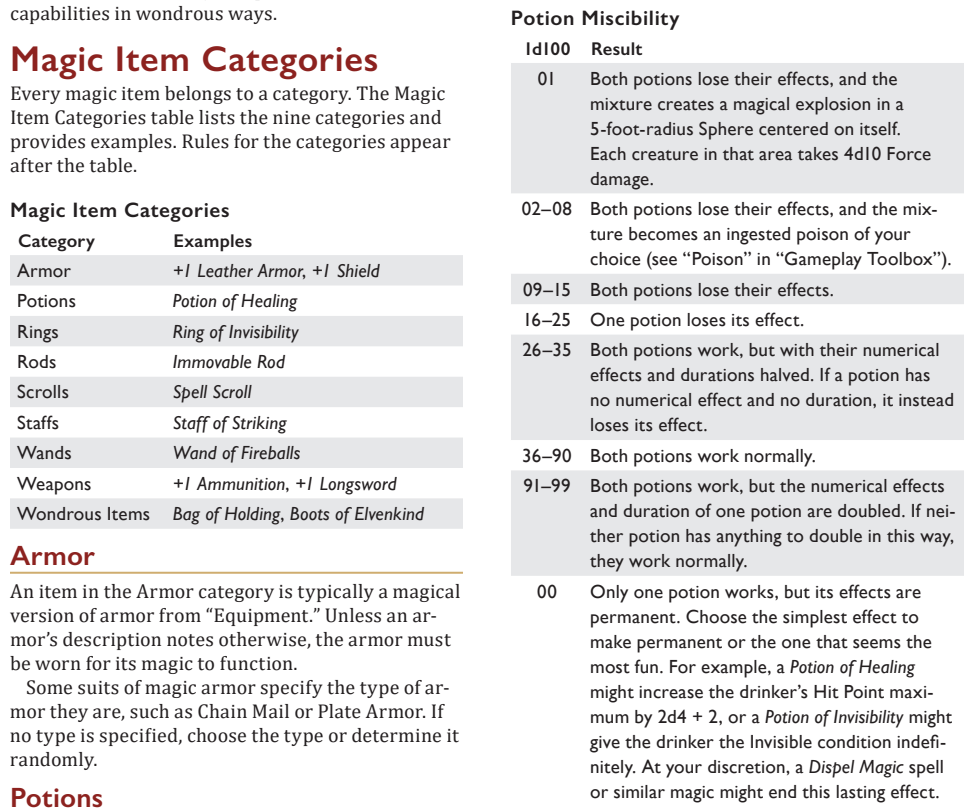 capabilities in wondrous ways.
Magic Item Categories
Every magic item belongs to a category. The Magic
Item Categories table lists the nine categories and
provides examples. Rules for the categories appear
after the table.
Magic Item Categories
Category Examples
Armor +1 Leather Armor, +1 Shield
Potions Potion of Healing
Rings Ring of Invisibility
Rods Immovable Rod
Scrolls Spell Scroll
Staffs Staff of Striking
Wands Wand of Fireballs
Weapons +1 Ammunition, +1 Longsword
Wondrous Items Bag of Holding, Boots of Elvenkind
Armor
An item in the Armor category is typically a magical
version of armor from “Equipment.” Unless an ar-
mor’s description notes otherwise, the armor must
be worn for its magic to function.
Some suits of magic armor specify the type of ar-
mor they are, such as Chain Mail or Plate Armor. If
no type is specified, choose the type or determine it
randomly.
Potions
Potion Miscibility
1d100 Result
01 Both potions lose their effects, and the
mixture creates a magical explosion in a
5-foot-radius Sphere centered on itself.
Each creature in that area takes 4d10 Force
damage.
02–08 Both potions lose their effects, and the mix-
ture becomes an ingested poison of your
choice (see “Poison” in “Gameplay Toolbox”).
09–15 Both potions lose their effects.
16–25 One potion loses its effect.
26–35 Both potions work, but with their numerical
effects and durations halved. If a potion has
no numerical effect and no duration, it instead
loses its effect.
36–90 Both potions work normally.
91–99 Both potions work, but the numerical effects
and duration of one potion are doubled. If nei-
ther potion has anything to double in this way,
they work normally.
00 Only one potion works, but its effects are
permanent. Choose the simplest effect to
make permanent or the one that seems the
most fun. For example, a Potion of Healing
might increase the drinker’s Hit Point maxi-
mum by 2d4 + 2, or a Potion of Invisibility might
give the drinker the Invisible condition indefi-
nitely. At your discretion, a Dispel Magic spell
or similar magic might end this lasting effect.